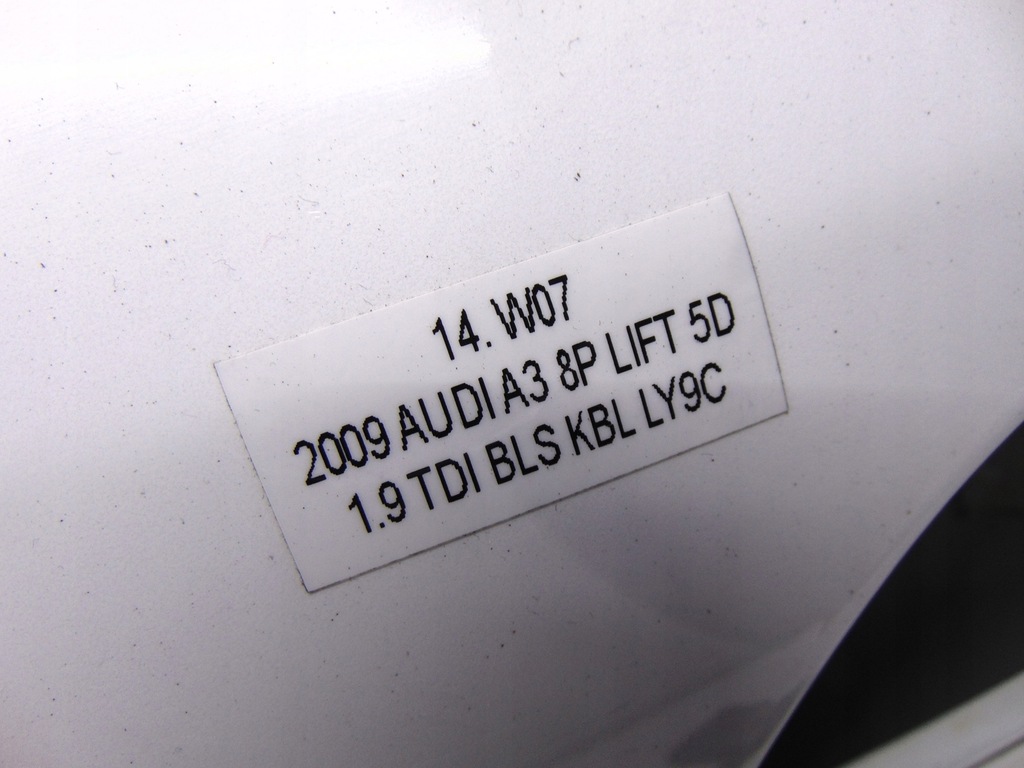 14. W07
2009 AUDI A3 8P LIFT 5D
1.9 TDI BLS KBL LY9C